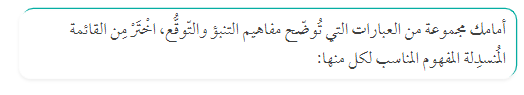 أمامك مجموعة من العبارات التي تُوضّح مفاهيم التنبؤ والتّوقُّع، اخْتَرْ مِن القائمة
المُنسدِلة المفهوم المناسب لكل منها: